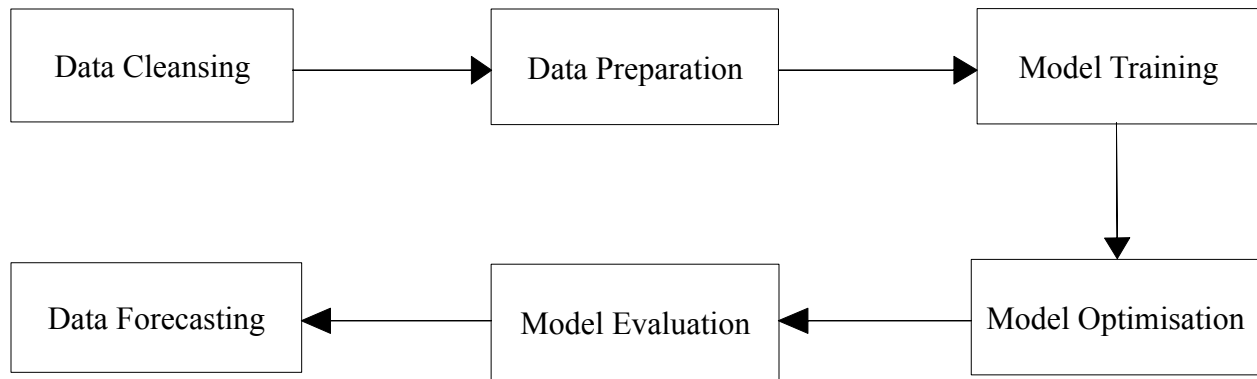 Data Cleansing
Data Preparation
Model Training
Model Optimisation
Model Evaluation
Data Forecasting